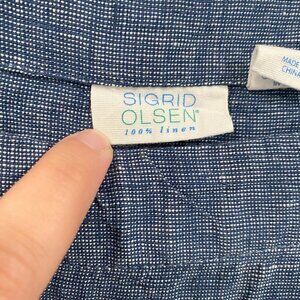 SIGRID
OLSEN®
100% linen
MADE
CHINA